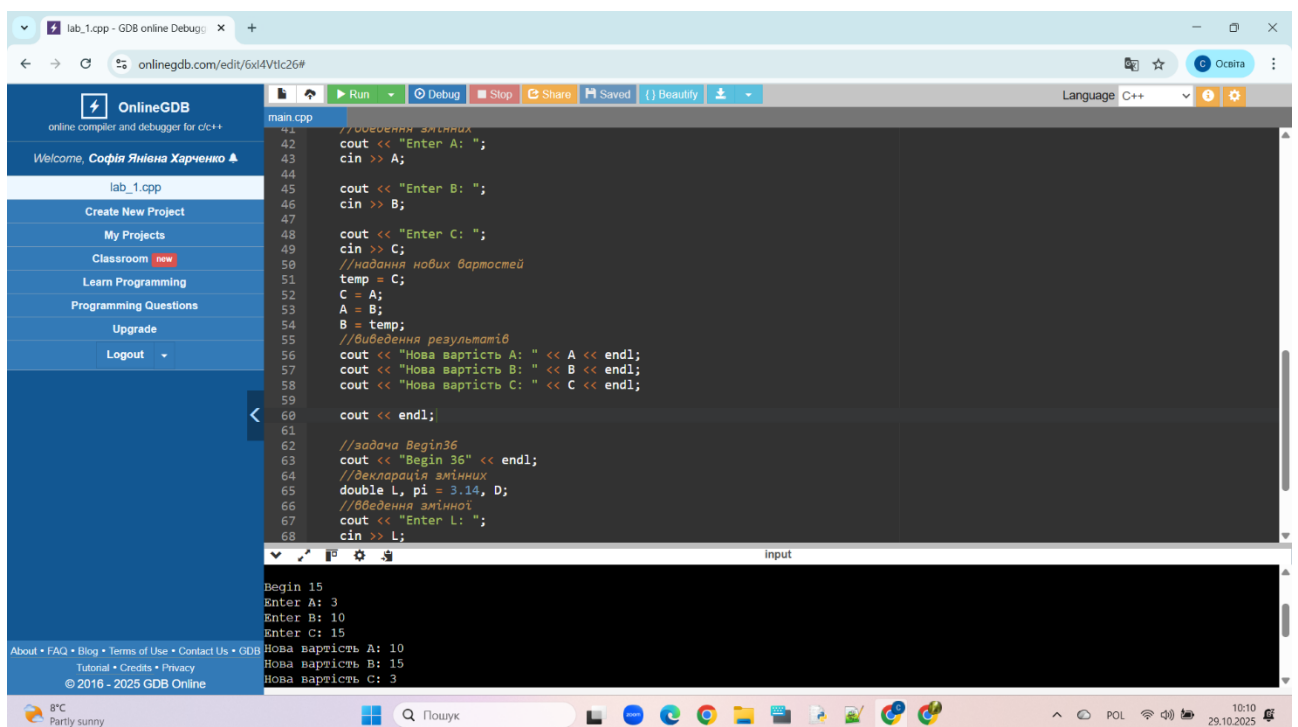 lab_1.cpp - GDB online Debugg
onlinegdb.com/edit/6xl4Vtlc26#
С Освіта
OnlineGDB
online compiler and debugger for c/c++
Welcome, Софія Янівна Харченко
lab_1.cpp
Create New Project
My Projects
Classroom new
Learn Programming
Programming Questions
Upgrade
Logout
About • FAQ • Blog • Terms of Use • Contact Us • GDB
Tutorial • Credits • Privacy
© 2016 - 2025 GDB Online
Run Debug Stop Share Saved {} Beautify
Language C++
main.cpp
41 //введення змінних
42 cout << "Enter A: ";
43 cin >> A;
44
45 cout << "Enter B: ";
46 cin >> B;
47
48 cout << "Enter C: ";
49 cin >> C;
50 //надання нових вартостей
51 temp = C;
52 C = A;
53 A = B;
54 B = temp;
55 //виведення результатів
56 cout << "Нова вартість A: " << A << endl;
57 cout << "Нова вартість B: " << B << endl;
58 cout << "Нова вартість C: " << C << endl;
59
60 cout << endl;
61
62 //задача Begin36
63 cout << "Begin 36" << endl;
64 //декларація змінних
65 double L, pi = 3.14, D;
66 //введення змінної
67 cout << "Enter L: ";
68 cin >> L;
input
Begin 15
Enter A: 3
Enter B: 10
Enter C: 15
Нова вартість A: 10
Нова вартість B: 15
Нова вартість C: 3
8°C
Partly sunny
Пошук
zoom
POL
10:10
29.10.2025